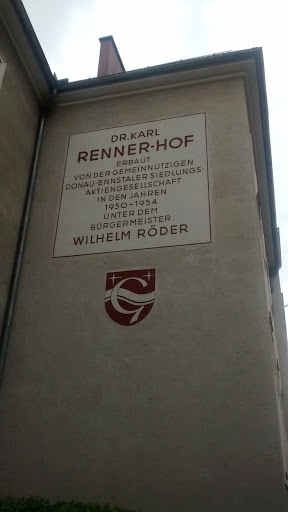 DR. KARL
RENNER-HOF
ERBAUT
VON DER GEMEINNÜTZIGEN
DONAU-ENNSTALER SIEDLUNGS-
AKTIENGESELLSCHAFT
IN DEN JAHREN
1950-1954
UNTER DEM
BÜRGERMEISTER
WILHELM RÖDER
G